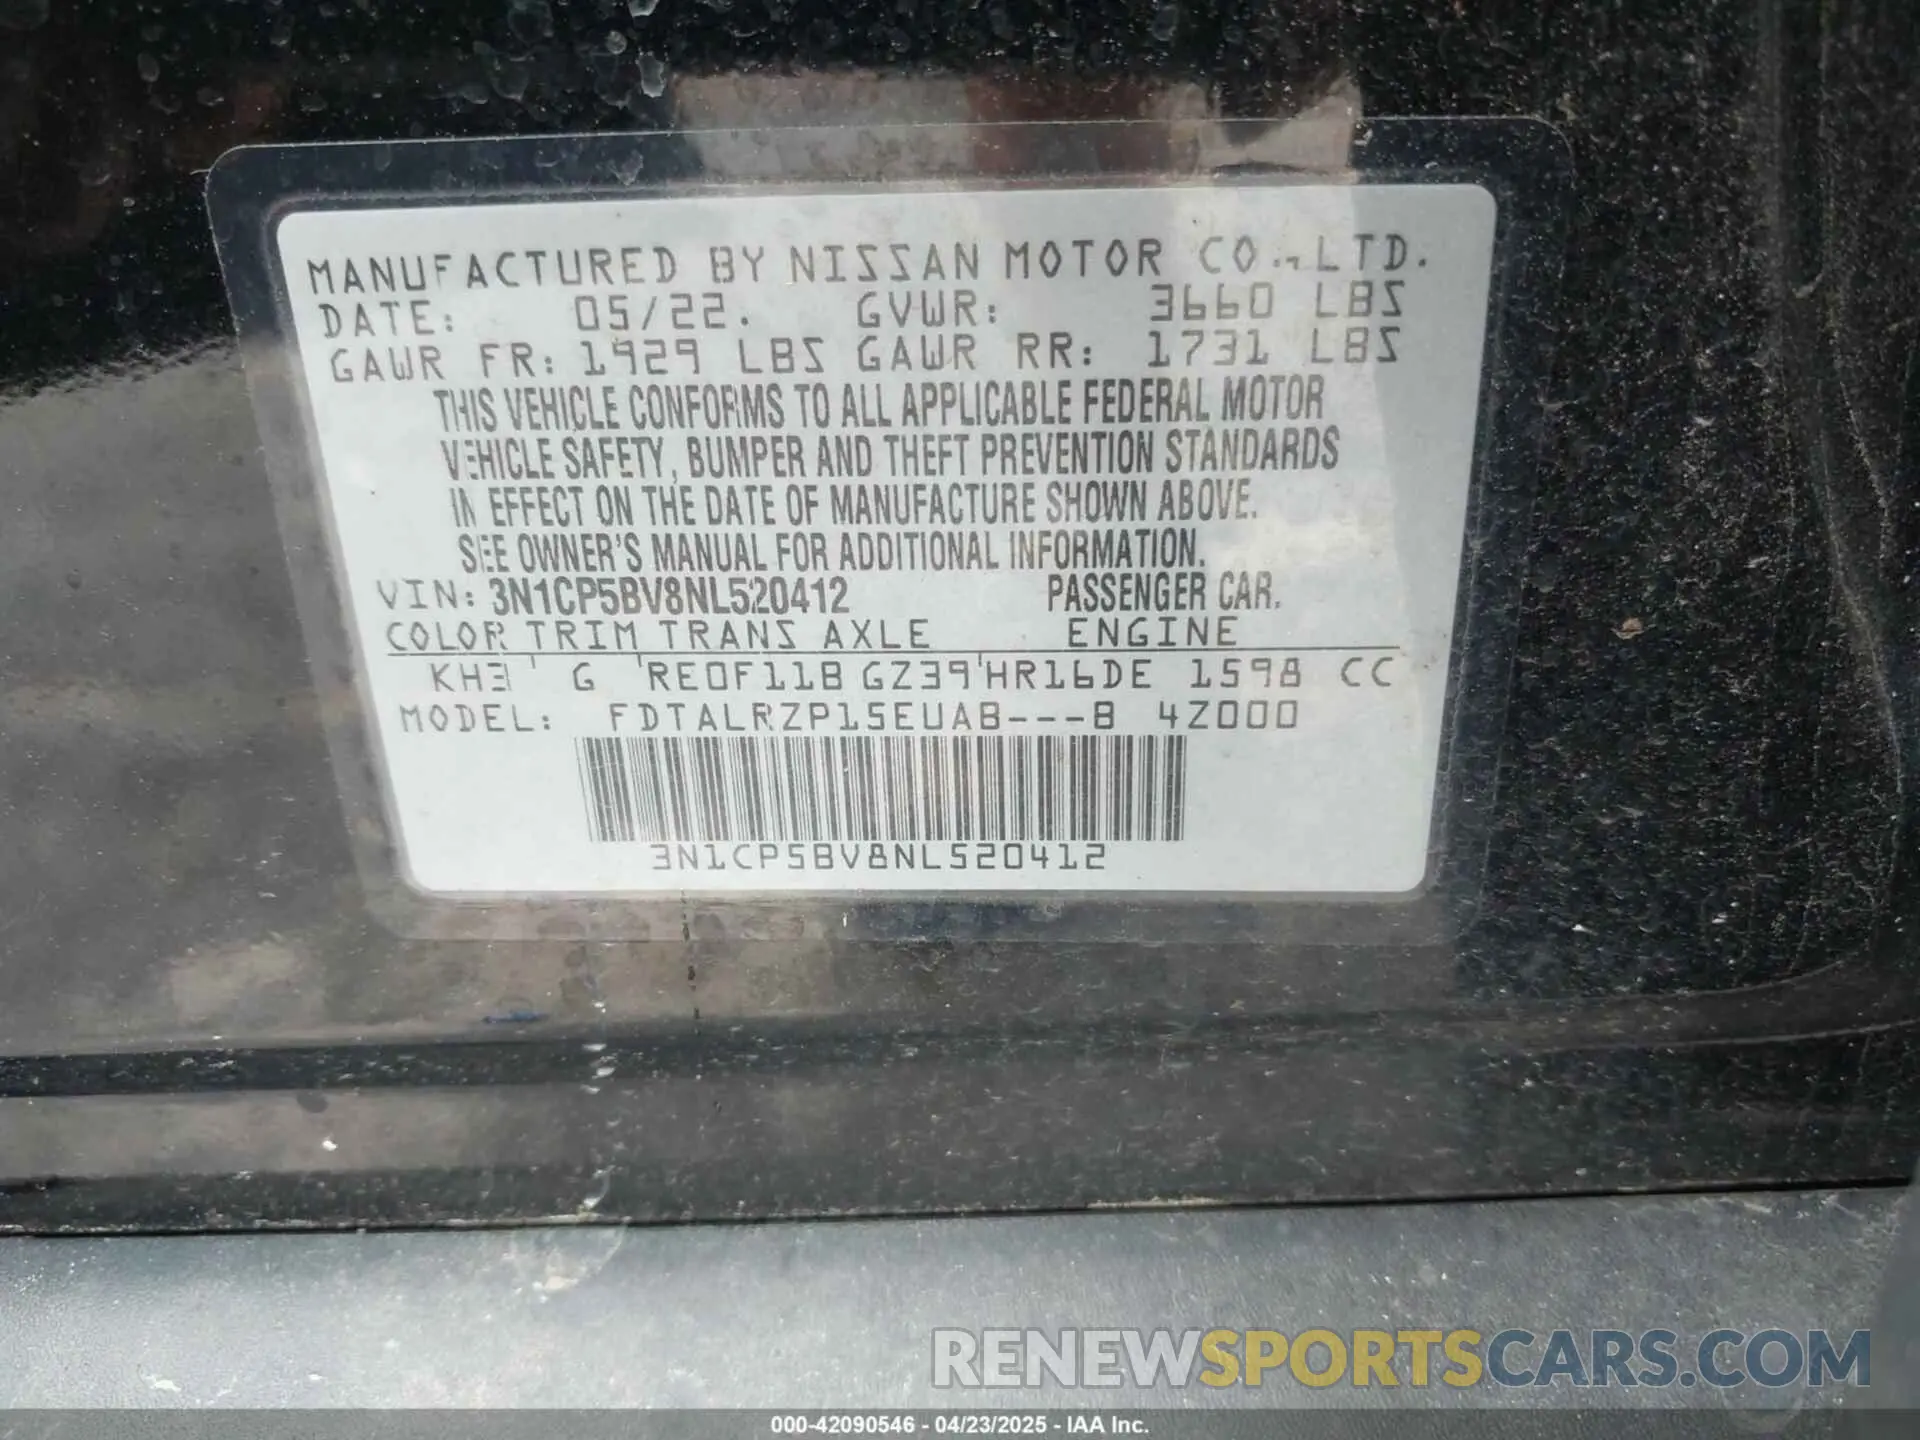 MANUFACTURED BY NISSAN MOTOR CO., LTD.
DATE: 05/22. GVWR: 3660 LBS
GAWR FR: 1929 LBS GAWR RR: 1731 LBS
THIS VEHICLE CONFORMS TO ALL APPLICABLE FEDERAL MOTOR
VEHICLE SAFETY, BUMPER AND THEFT PREVENTION STANDARDS
IN EFFECT ON THE DATE OF MANUFACTURE SHOWN ABOVE.
SEE OWNER'S MANUAL FOR ADDITIONAL INFORMATION.
VIN: 3N1CP5BV8NL520412 PASSENGER CAR.
COLOR TRIM TRANS AXLE ENGINE
KH3 G RE0F11B GZ39 HR16DE 1598 CC
MODEL: FDTALRZP15EUAB---B 4Z000
3N1CP5BV8NL520412
RENEWSPORTSCARS.COM
000-42090546 - 04/23/2025 - IAA Inc.